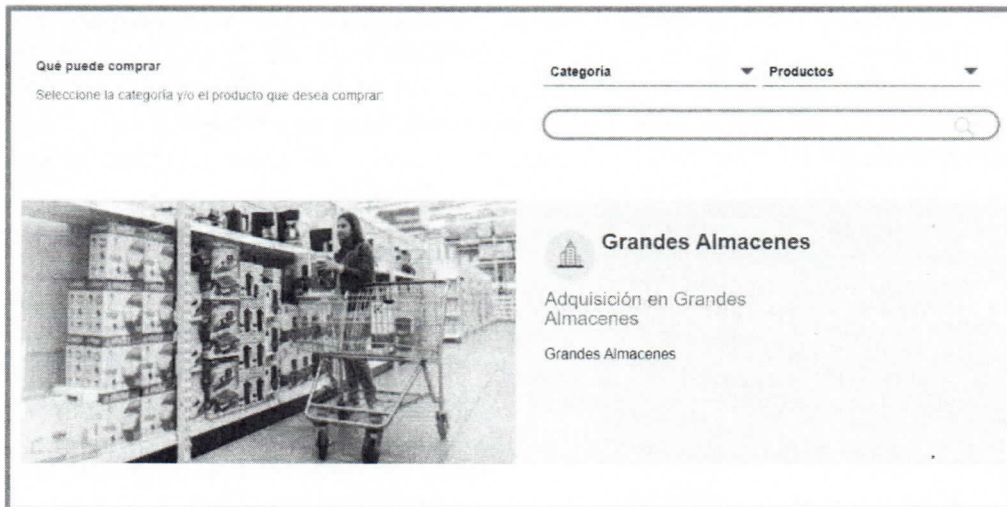 Qué puede comprar
Seleccione la categoría y/o el producto que desea comprar:
Categoría
Productos
Grandes Almacenes
Adquisición en Grandes
Almacenes
Grandes Almacenes